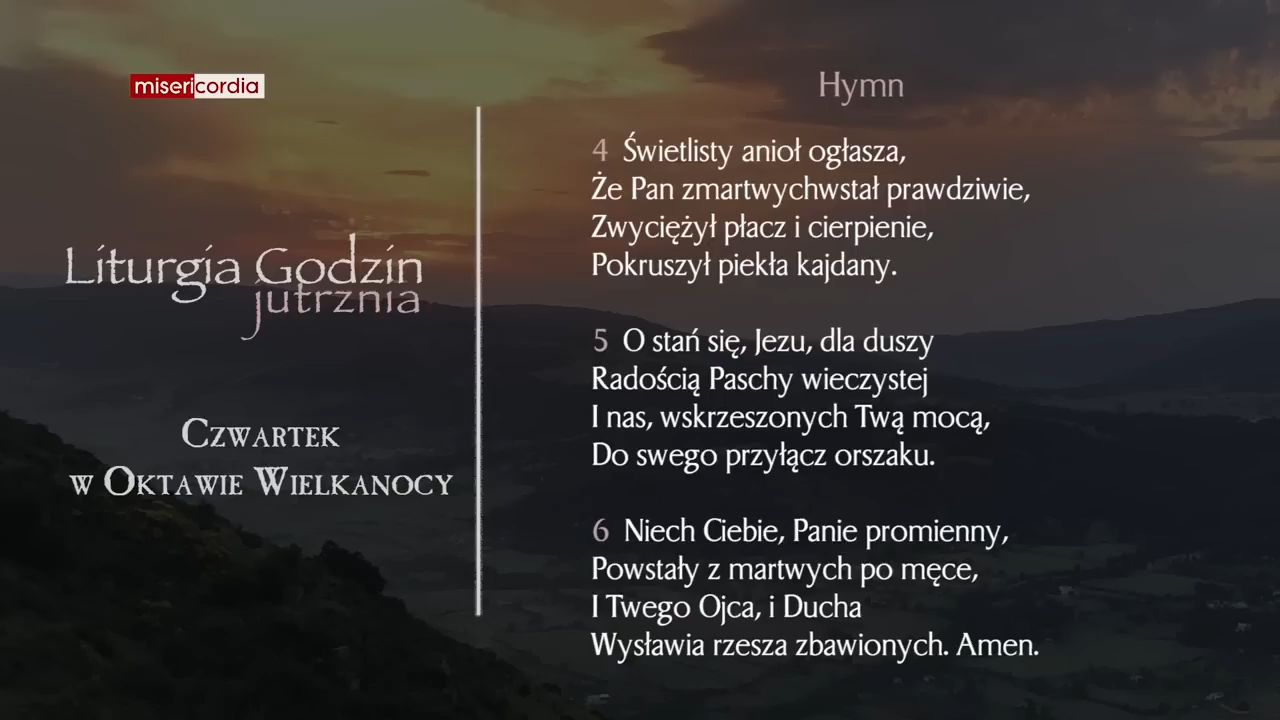 misericordia
Liturgia Godzin
jutrznia
Czwartek
w Oktawie Wielkanocy
Hymn
4 Świetlisty anioł ogłasza,
Że Pan zmartwychwstał prawdziwie,
Zwyciężył płacz i cierpienie,
Pokruszył piekła kajdany.
5 O stań się, Jezu, dla duszy
Radością Paschy wieczystej
I nas, wskrzeszonych Twą mocą,
Do swego przyłącz orszaku.
6 Niech Ciebie, Panie promienny,
Powstały z martwych po męce,
I Twego Ojca, i Ducha
Wysławia rzesza zbawionych. Amen.